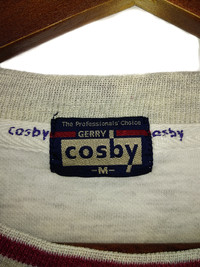 The Professionals' Choice
GERRY
cosby cosby cosby
-M-